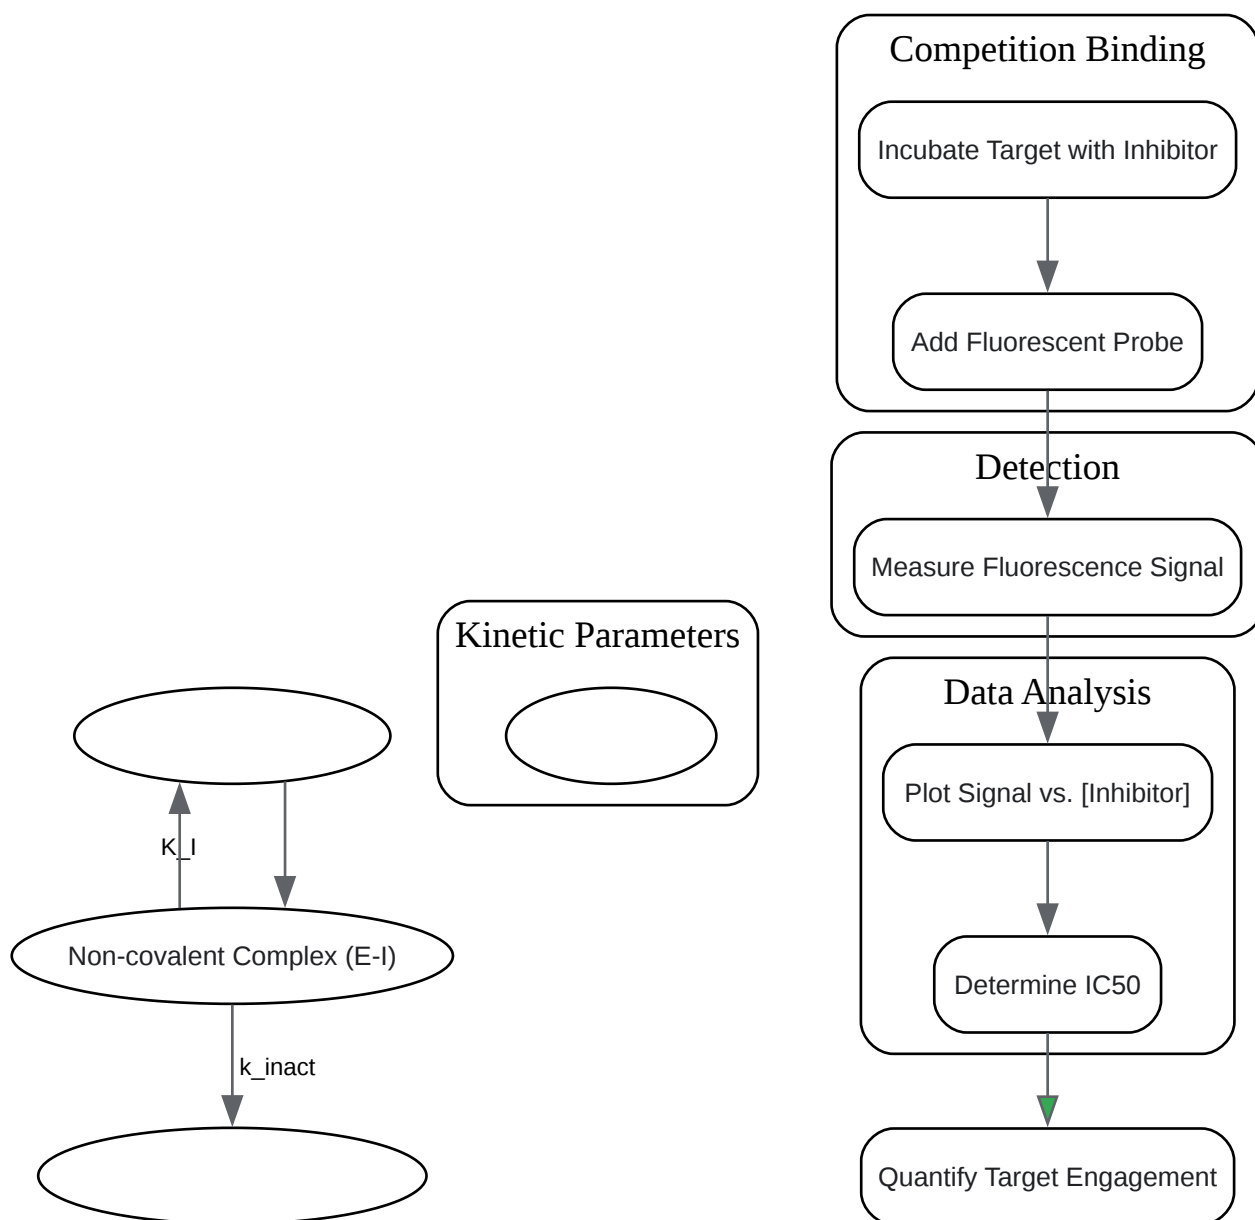 Competition Binding
Incubate Target with Inhibitor
Add Fluorescent Probe
Detection
Measure Fluorescence Signal
Kinetic Parameters
Data Analysis
Plot Signal vs. [Inhibitor]
K_I
Non-covalent Complex (E-I)
Determine IC50
k_inact
Quantify Target Engagement